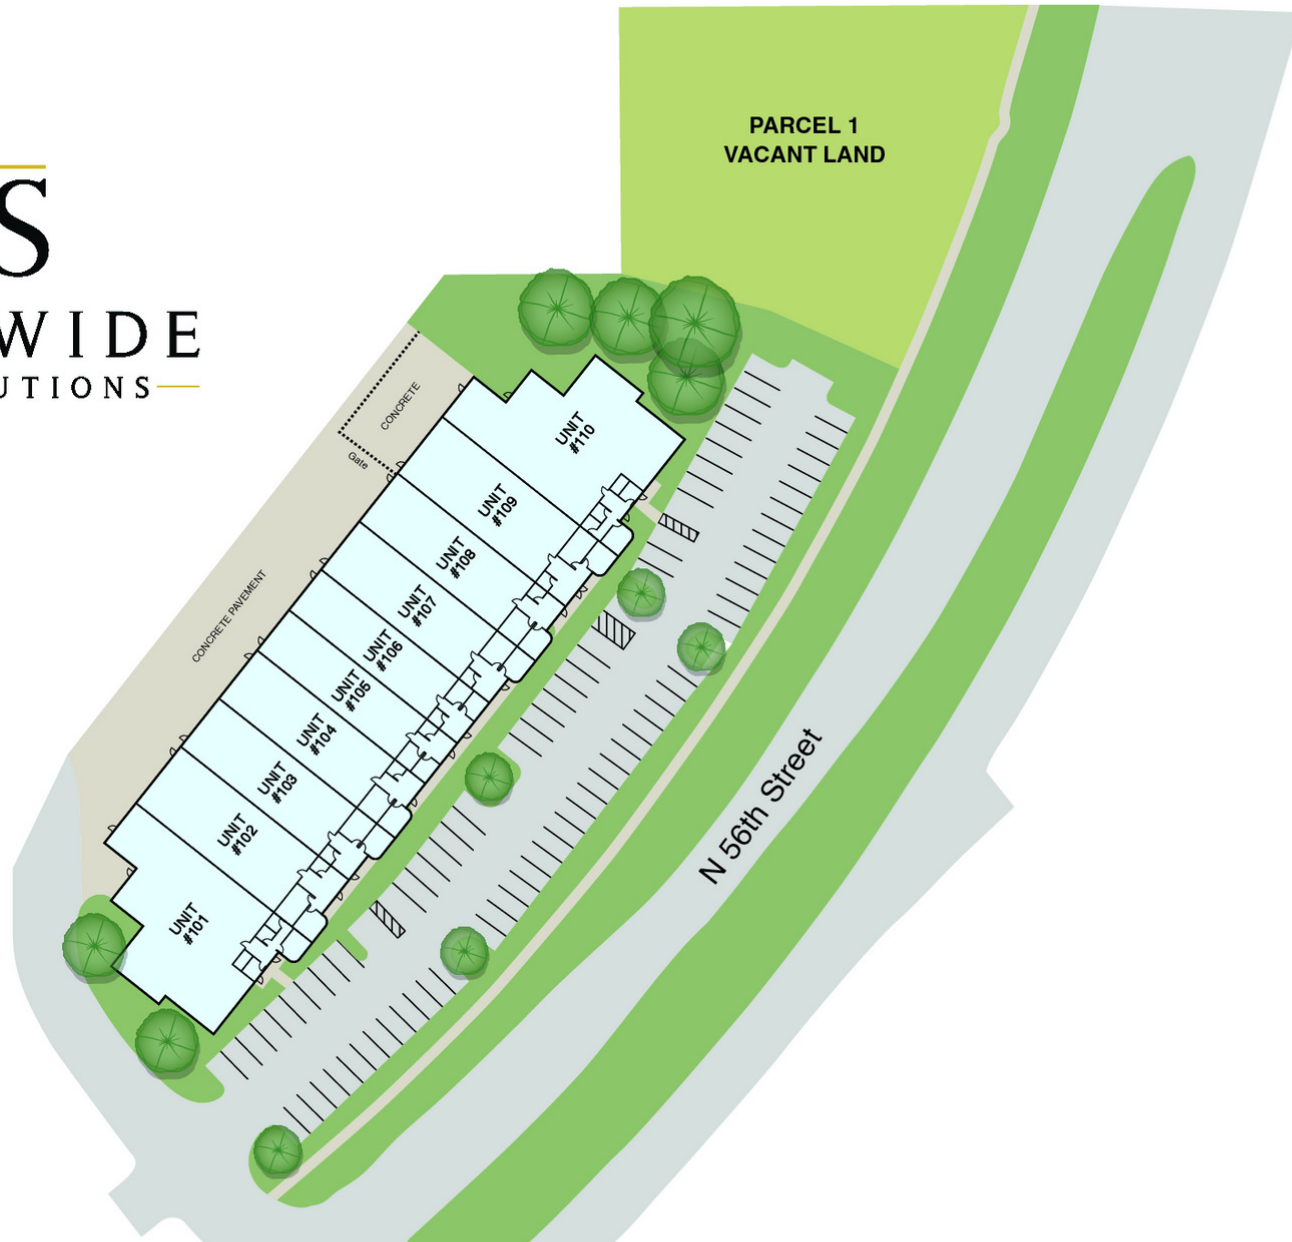 PARCEL 1
VACANT LAND
S
WIDE
UTIONS
CONCRETE
Gate
CONCRETE PAVEMENT
UNIT
#110
UNIT
#109
UNIT
#108
UNIT
#107
UNIT
#106
UNIT
#105
UNIT
#104
UNIT
#103
UNIT
#102
UNIT
#101
N 56th Street